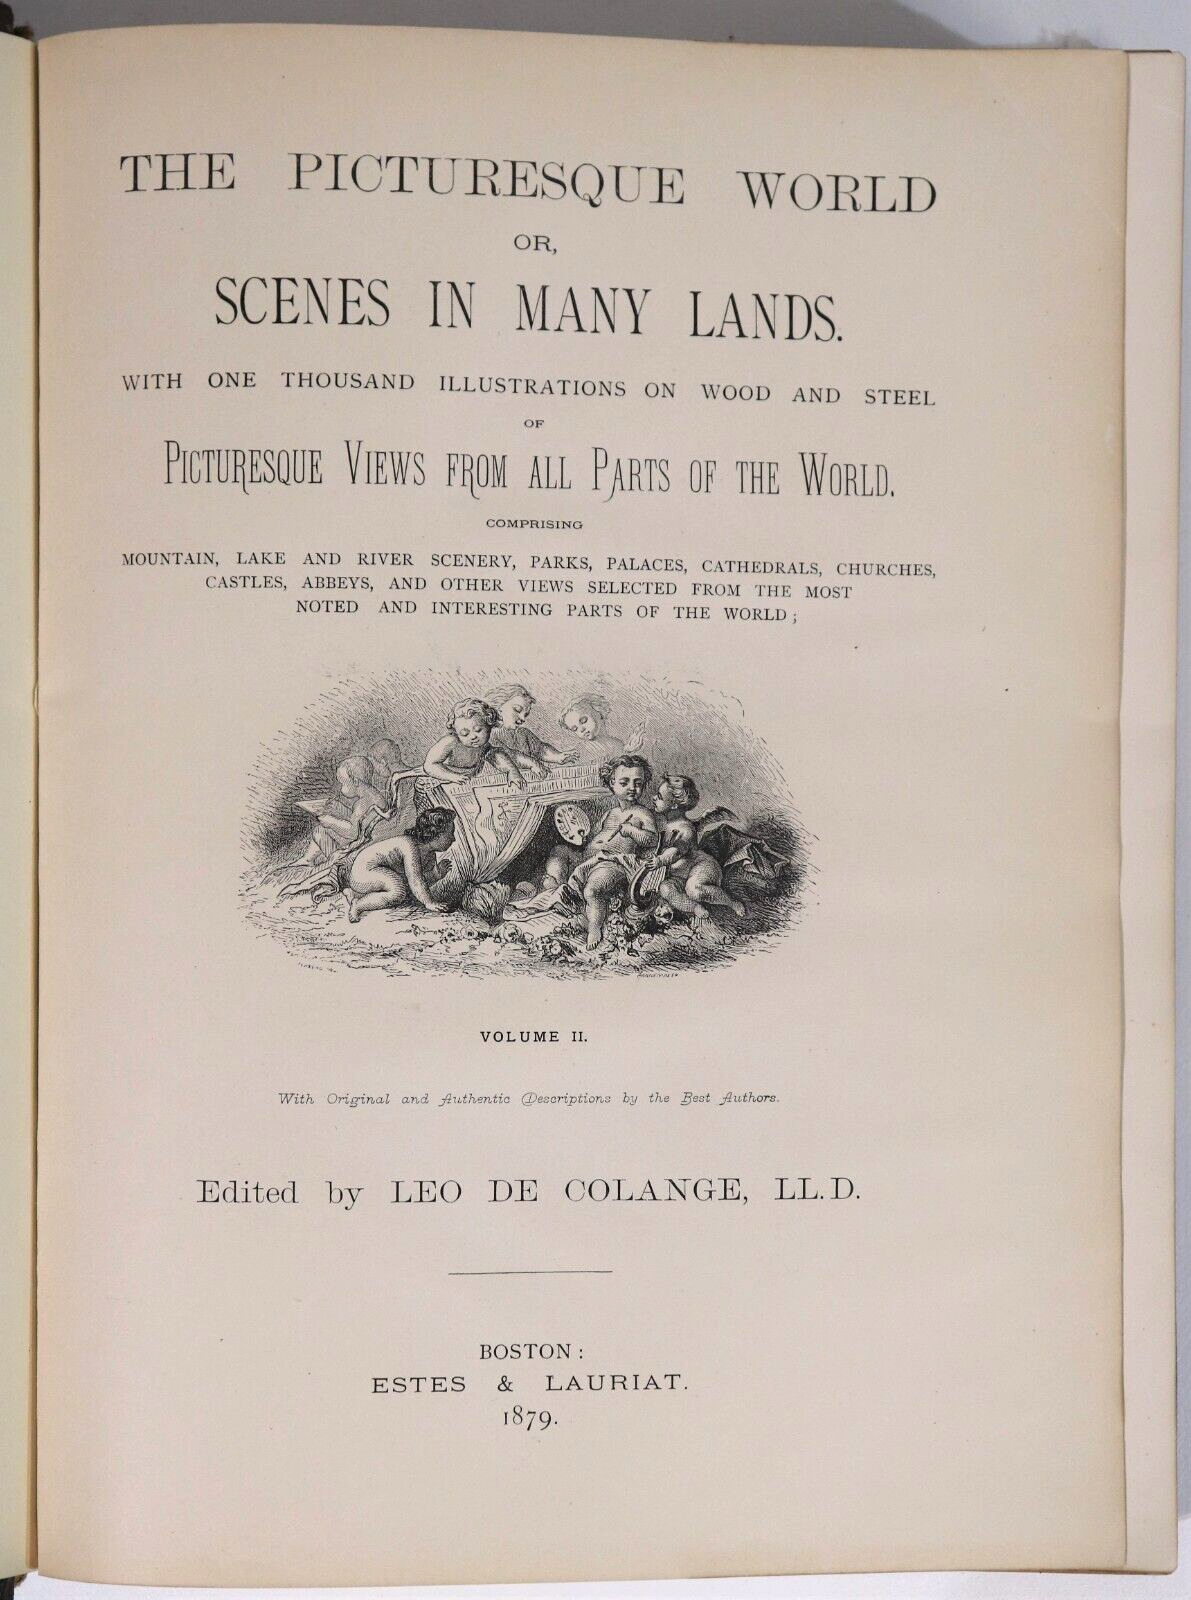 THE PICTURESQUE WORLD
OR,
SCENES IN MANY LANDS.
WITH ONE THOUSAND ILLUSTRATIONS ON WOOD AND STEEL
OF
PICTURESQUE VIEWS FROM ALL PARTS OF THE WORLD.
COMPRISING
MOUNTAIN, LAKE AND RIVER SCENERY, PARKS, PALACES, CATHEDRALS, CHURCHES,
CASTLES, ABBEYS, AND OTHER VIEWS SELECTED FROM THE MOST
NOTED AND INTERESTING PARTS OF THE WORLD;
VOLUME II.
With Original and Authentic Descriptions by the Best Authors.
Edited by LEO DE COLANGE, LL.D.
BOSTON:
ESTES & LAURIAT.
1879.